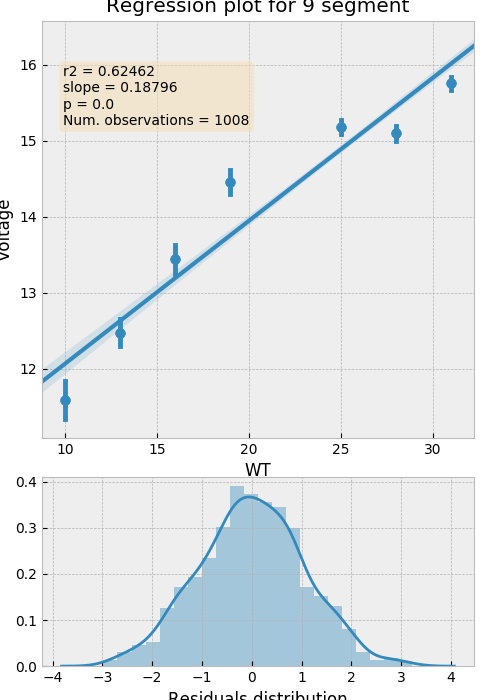 Regression plot for 9 segment
r2 = 0.62462
slope = 0.18796
p = 0.0
Num. observations = 1008
16
15
14
13
12
Voltage
10 15 20 25 30
WT
0.4
0.3
0.2
0.1
0.0
−4 −3 −2 −1 0 1 2 3 4
Residuals distribution